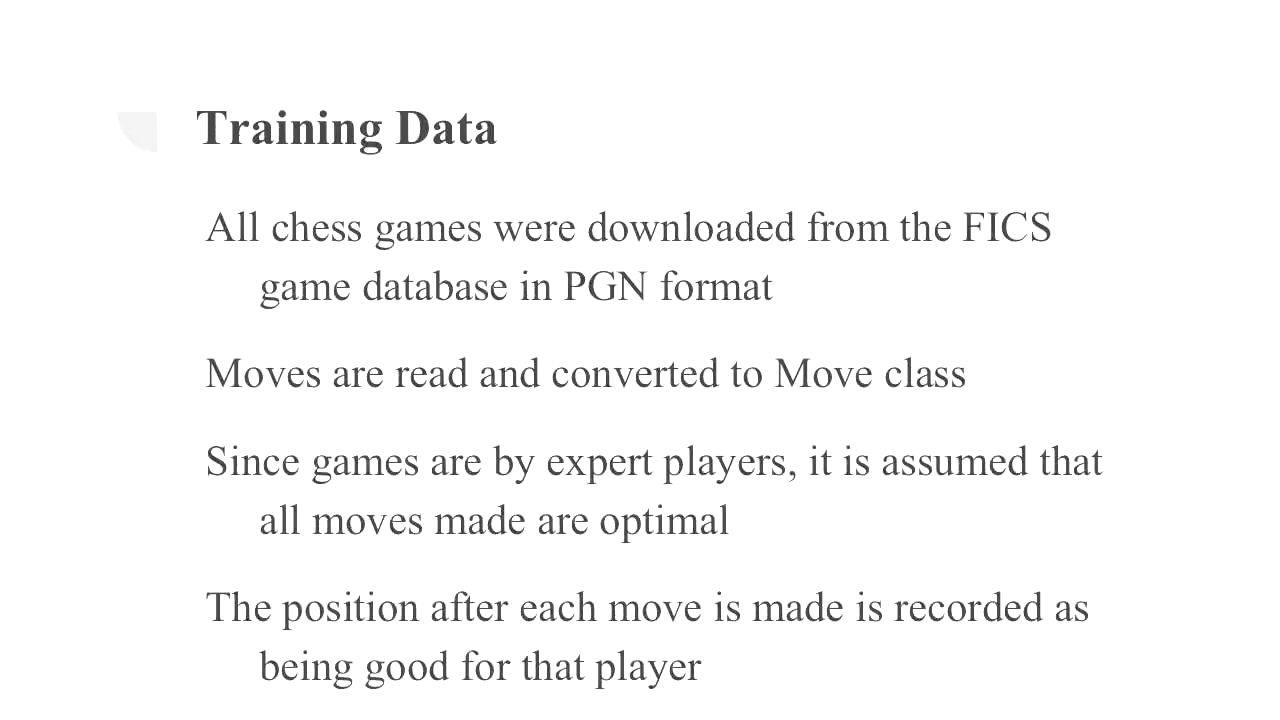 Training Data
All chess games were downloaded from the FICS
game database in PGN format
Moves are read and converted to Move class
Since games are by expert players, it is assumed that
all moves made are optimal
The position after each move is made is recorded as
being good for that player